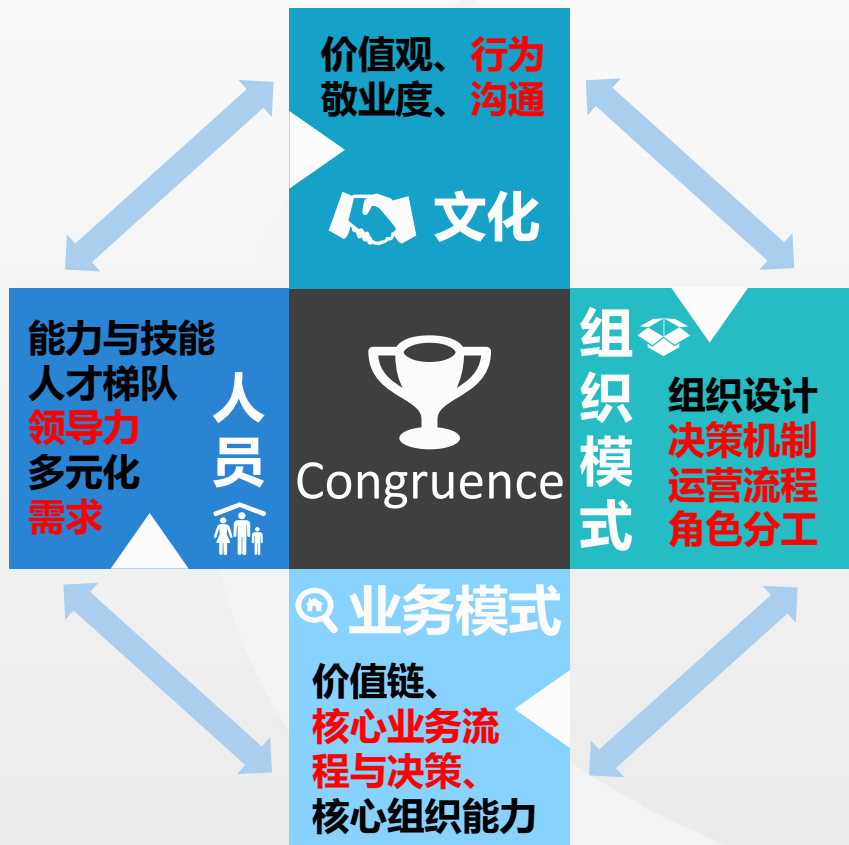 价值观、行为
敬业度、沟通
文化
能力与技能
人才梯队
领导力
多元化
需求
人员
Congruence
组织模式
组织设计
决策机制
运营流程
角色分工
业务模式
价值链、
核心业务流
程与决策、
核心组织能力